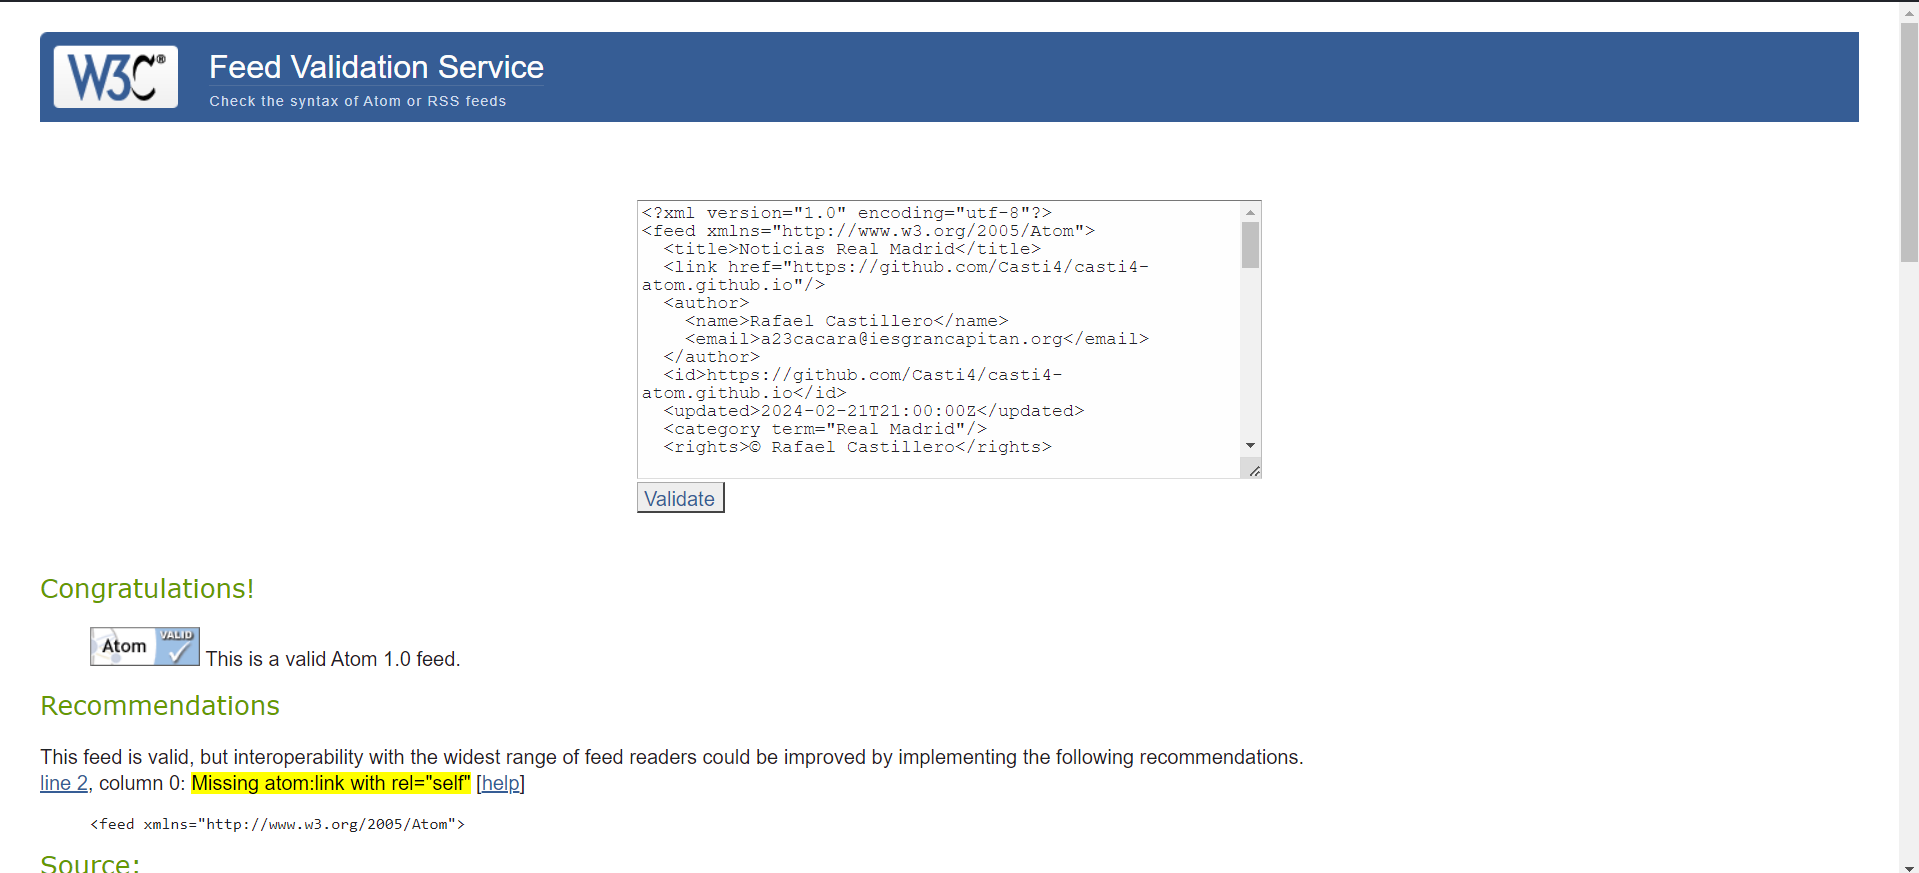 W3C®
Feed Validation Service
Check the syntax of Atom or RSS feeds
<?xml version="1.0" encoding="utf-8"?>
<feed xmlns="http://www.w3.org/2005/Atom">
<title>Noticias Real Madrid</title>
<link href="https://github.com/Casti4/casti4-
atom.github.io"/>
<author>
<name>Rafael Castillero</name>
<email>a23cacara@iesgrancapitan.org</email>
</author>
<id>https://github.com/Casti4/casti4-
atom.github.io</id>
<updated>2024-02-21T21:00:00Z</updated>
<category term="Real Madrid"/>
<rights>© Rafael Castillero</rights>
Validate
Congratulations!
Atom VALID This is a valid Atom 1.0 feed.
Recommendations
This feed is valid, but interoperability with the widest range of feed readers could be improved by implementing the following recommendations.
line 2, column 0: Missing atom:link with rel="self" [help]
<feed xmlns="http://www.w3.org/2005/Atom">
Source: